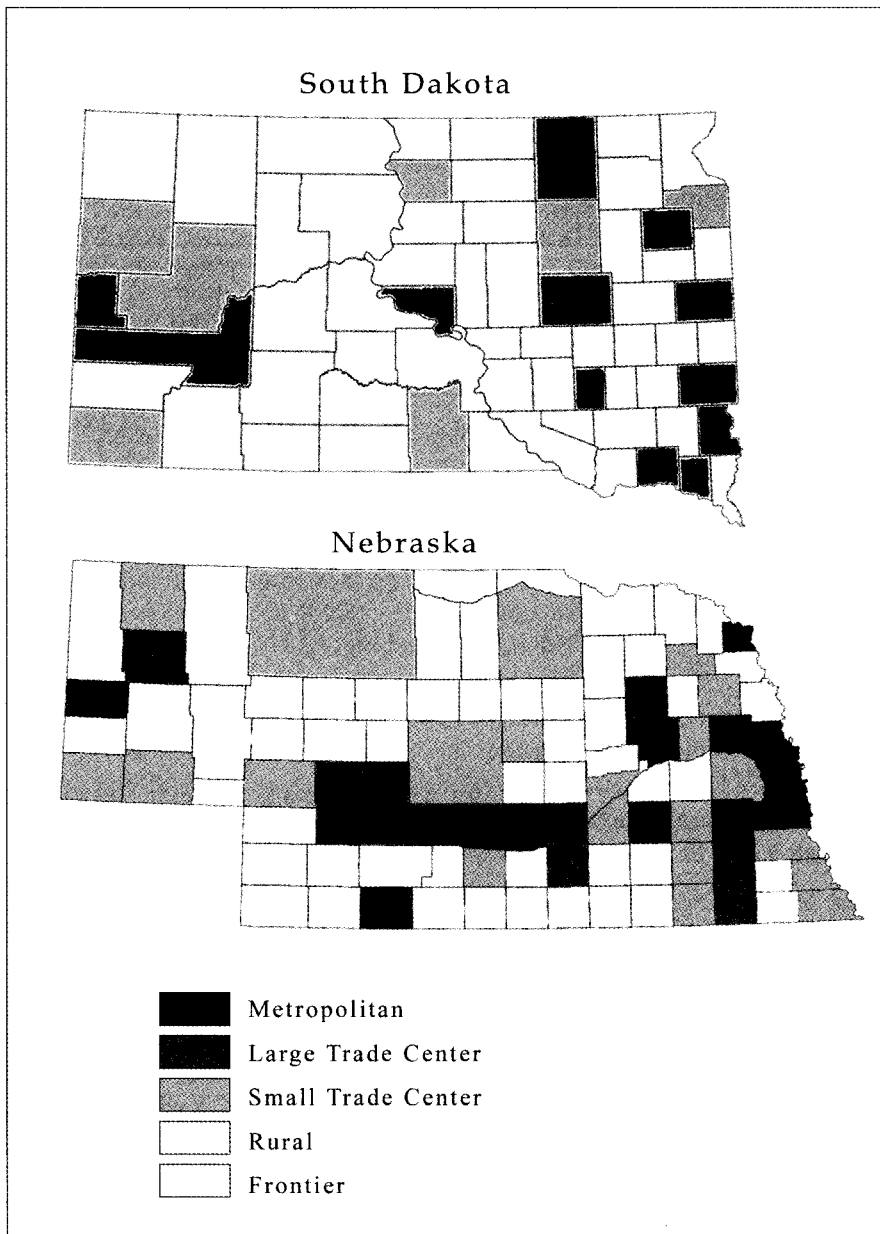 South Dakota
Nebraska
Metropolitan
Large Trade Center
Small Trade Center
Rural
Frontier